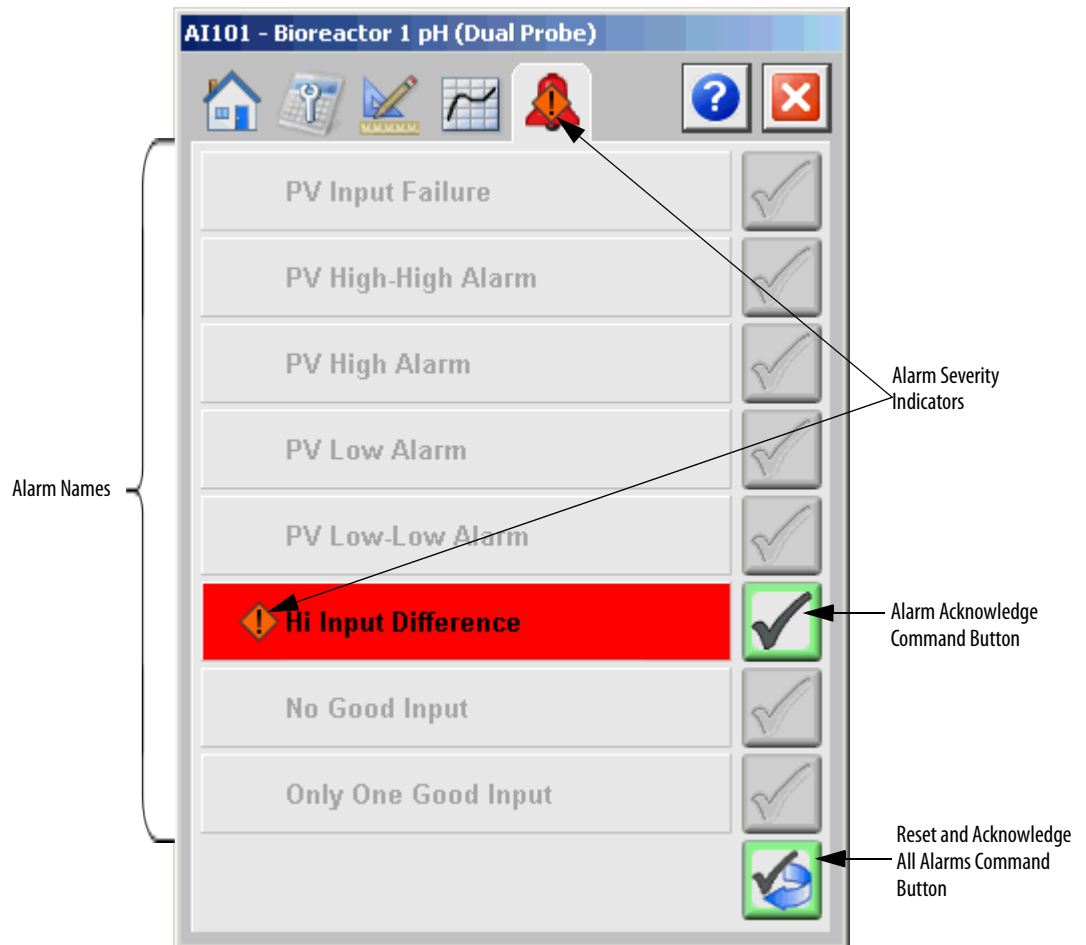 AI101 - Bioreactor 1 pH (Dual Probe)
PV Input Failure
PV High-High Alarm
PV High Alarm
PV Low Alarm
PV Low-Low Alarm
Hi Input Difference
No Good Input
Only One Good Input
Alarm Names
Alarm Severity
Indicators
Alarm Acknowledge
Command Button
Reset and Acknowledge
All Alarms Command
Button